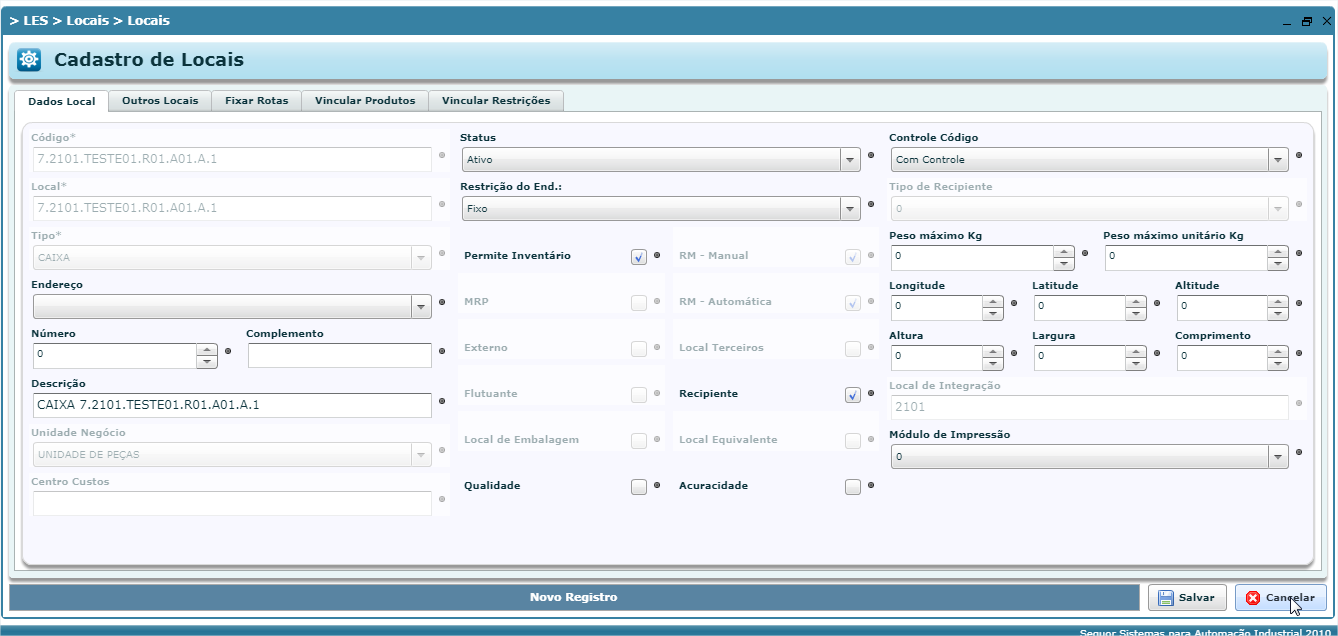 > LES > Locais > Locais
Cadastro de Locais
Dados Local
Outros Locais
Fixar Rotas
Vincular Produtos
Vincular Restrições
Código*
7.2101.TESTE01.R01.A01.A.1
Local*
7.2101.TESTE01.R01.A01.A.1
Tipo*
CAIXA
Endereço
Número
Complemento
0
Descrição
CAIXA 7.2101.TESTE01.R01.A01.A.1
Unidade Negócio
UNIDADE DE PEÇAS
Centro Custos
Status
Ativo
Restrição do End.:
Fixo
Permite Inventário
RM - Manual
MRP
RM - Automática
Externo
Local Terceiros
Flutuante
Recipiente
Local de Embalagem
Local Equivalente
Qualidade
Acuracidade
Controle Código
Com Controle
Tipo de Recipiente
0
Peso máximo Kg
Peso máximo unitário Kg
0
0
Longitude
Latitude
Altitude
0
0
0
Altura
Largura
Comprimento
0
0
0
Local de Integração
2101
Módulo de Impressão
0
Novo Registro
Salvar
Cancelar
Seguor Sistemas para Automação Industrial 2010